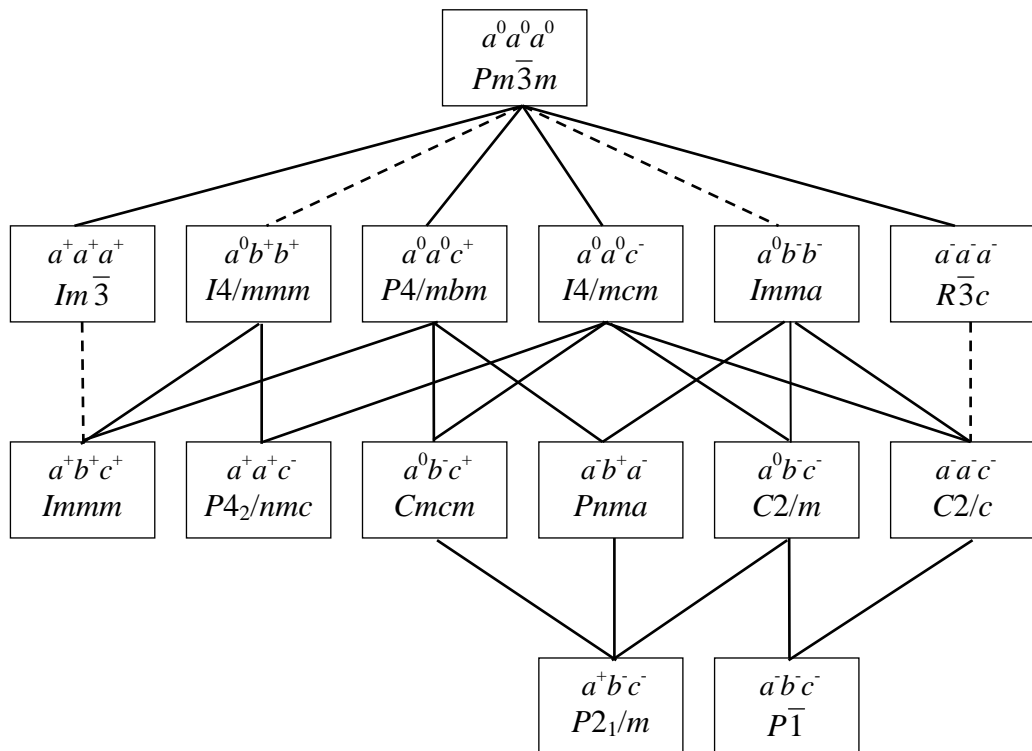 a⁰a⁰a⁰
Pm3̅m
a⁺a⁺a⁺
Im3̅
a⁰b⁺b⁺
I4/mmm
a⁰a⁰c⁺
P4/mbm
a⁰a⁰c⁻
I4/mcm
a⁰b⁻b⁻
Imma
a⁻a⁻a⁻
R3̅c
a⁺b⁺c⁺
Immm
a⁺a⁺c⁻
P4₂/nmc
a⁰b⁻c⁺
Cmcm
a⁻b⁺a⁻
Pnma
a⁰b⁻c⁻
C2/m
a⁻a⁻c⁻
C2/c
a⁺b⁻c⁻
P2₁/m
a⁻b⁻c⁻
P1̅